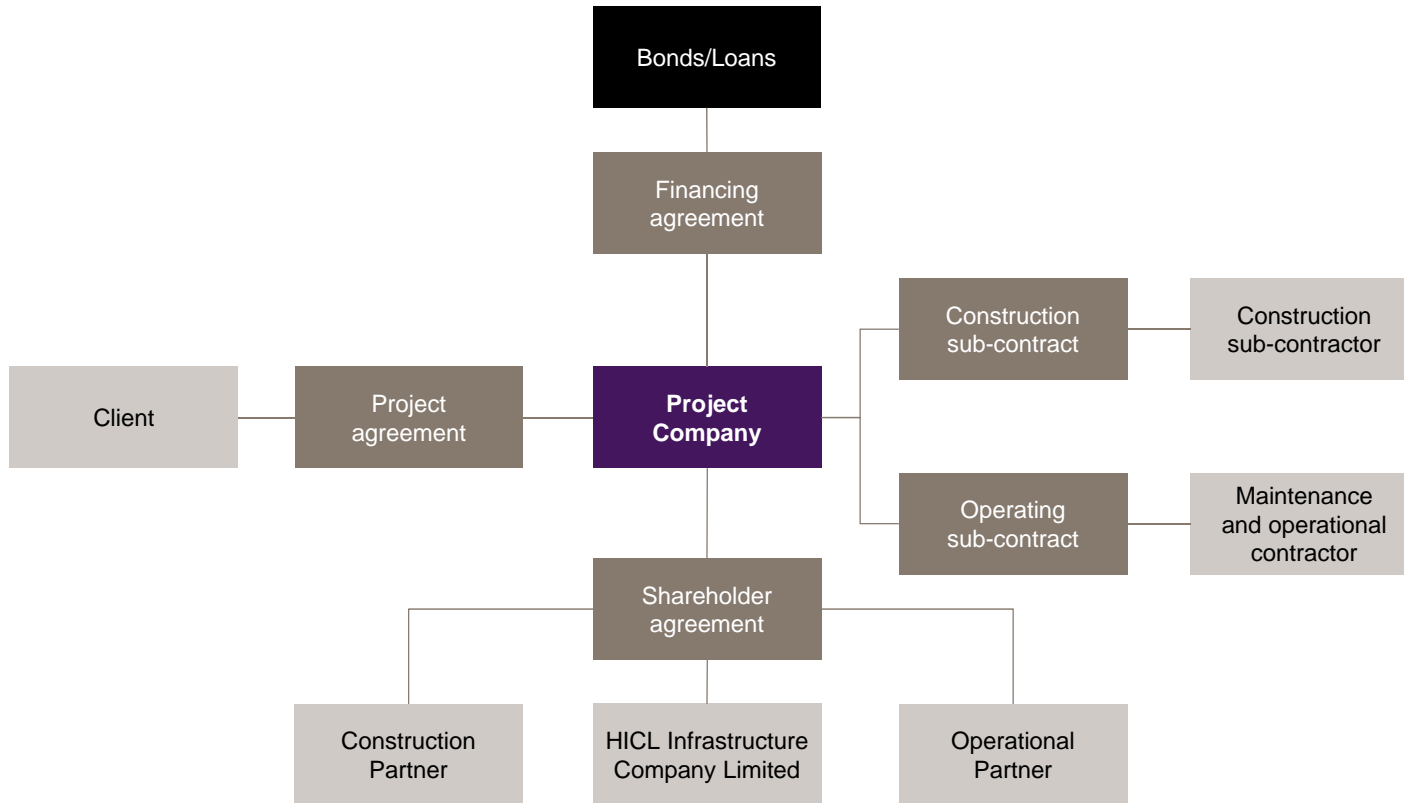 Bonds/Loans
Financing
agreement
Construction
sub-contract
Construction
sub-contractor
Client
Project
agreement
Project
Company
Operating
sub-contract
Maintenance
and operational
contractor
Shareholder
agreement
Construction
Partner
HICL Infrastructure
Company Limited
Operational
Partner